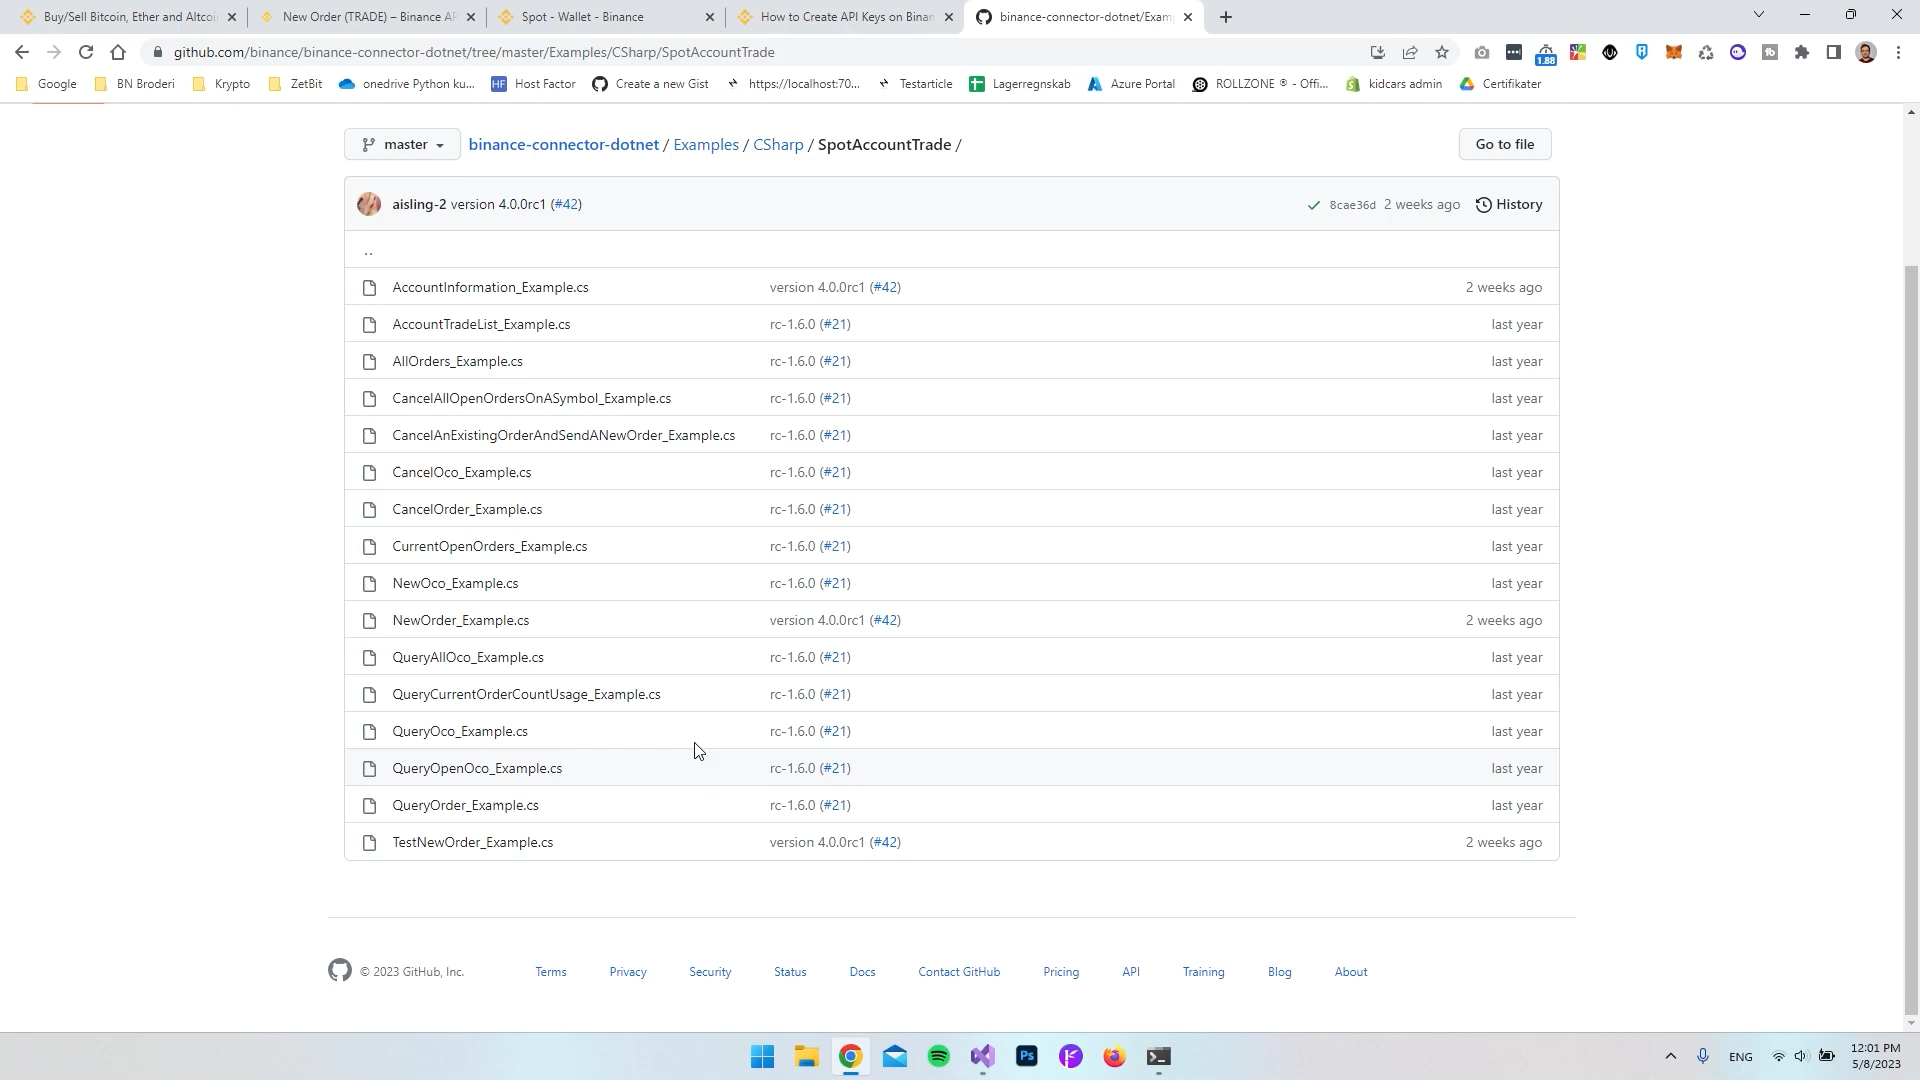 Buy/Sell Bitcoin, Ether and Altcoi
New Order (TRADE) – Binance AP
Spot - Wallet - Binance
How to Create API Keys on Binan
binance-connector-dotnet/Exam
github.com/binance/binance-connector-dotnet/tree/master/Examples/CSharp/SpotAccountTrade
1.88
Google
BN Broderi
Krypto
ZetBit
onedrive Python ku...
HF Host Factor
Create a new Gist
https://localhost:70...
Testarticle
Lagerregnskab
Azure Portal
ROLLZONE ® - Offi...
kidcars admin
Certifikater
master
binance-connector-dotnet / Examples / CSharp / SpotAccountTrade /
Go to file
aisling-2 version 4.0.0rc1 (#42)
8cae36d 2 weeks ago History
..
AccountInformation_Example.cs version 4.0.0rc1 (#42) 2 weeks ago
AccountTradeList_Example.cs rc-1.6.0 (#21) last year
AllOrders_Example.cs rc-1.6.0 (#21) last year
CancelAllOpenOrdersOnASymbol_Example.cs rc-1.6.0 (#21) last year
CancelAnExistingOrderAndSendANewOrder_Example.cs rc-1.6.0 (#21) last year
CancelOco_Example.cs rc-1.6.0 (#21) last year
CancelOrder_Example.cs rc-1.6.0 (#21) last year
CurrentOpenOrders_Example.cs rc-1.6.0 (#21) last year
NewOco_Example.cs rc-1.6.0 (#21) last year
NewOrder_Example.cs version 4.0.0rc1 (#42) 2 weeks ago
QueryAllOco_Example.cs rc-1.6.0 (#21) last year
QueryCurrentOrderCountUsage_Example.cs rc-1.6.0 (#21) last year
QueryOco_Example.cs rc-1.6.0 (#21) last year
QueryOpenOco_Example.cs rc-1.6.0 (#21) last year
QueryOrder_Example.cs rc-1.6.0 (#21) last year
TestNewOrder_Example.cs version 4.0.0rc1 (#42) 2 weeks ago
© 2023 GitHub, Inc.
Terms
Privacy
Security
Status
Docs
Contact GitHub
Pricing
API
Training
Blog
About
Ps
ENG
12:01 PM
5/8/2023